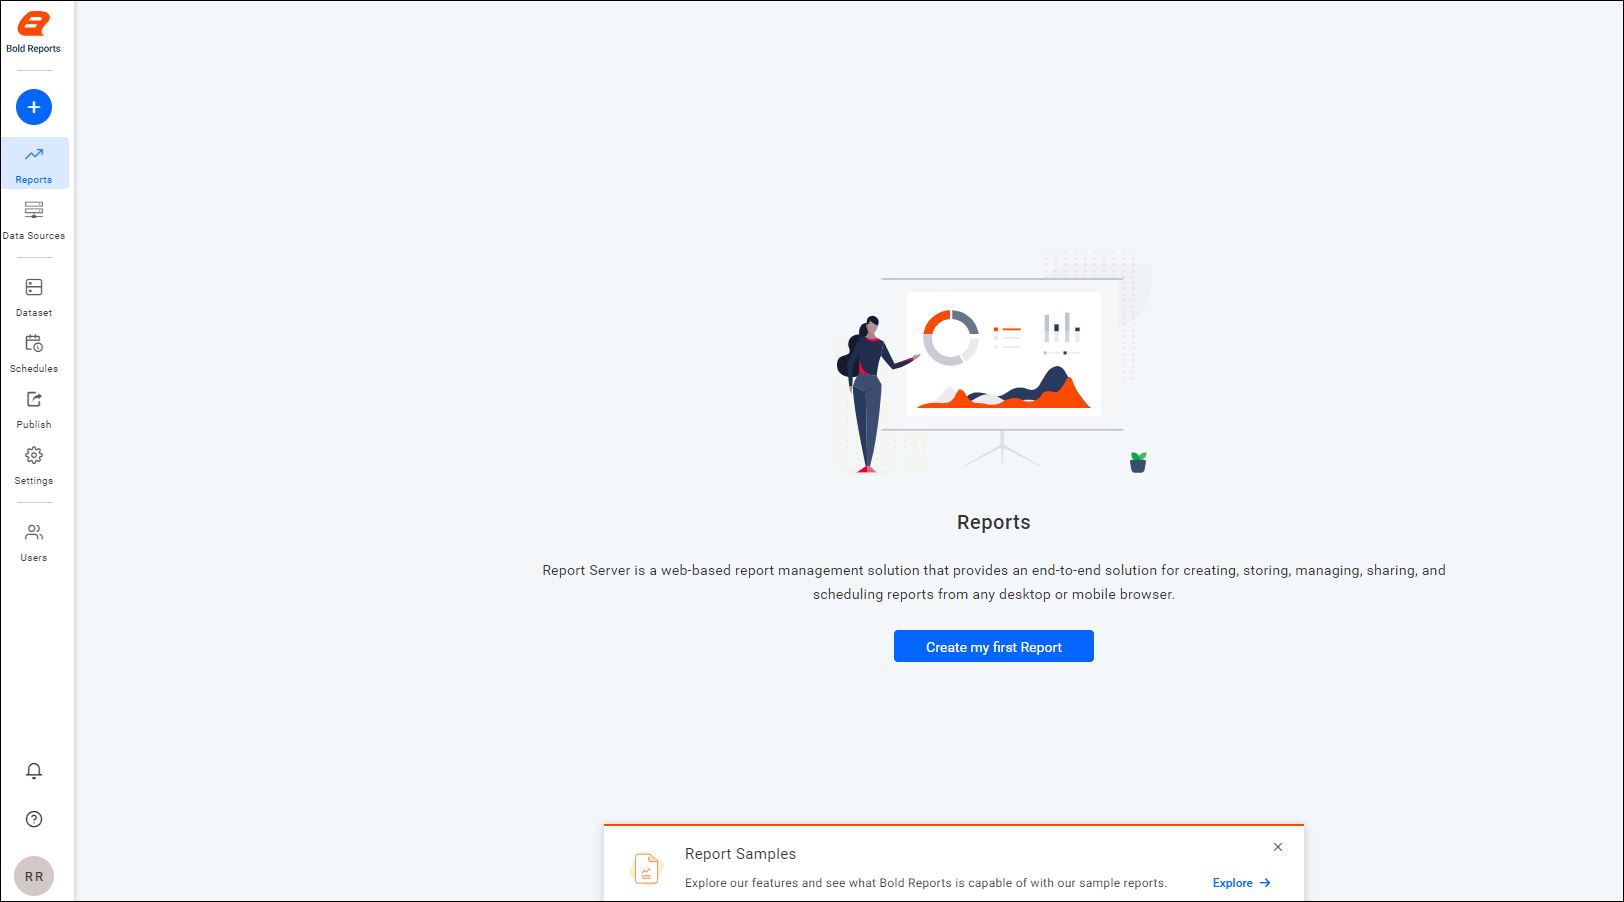 Bold Reports
Reports
Data Sources
Dataset
Schedules
Publish
Settings
Users
RR
Reports
Report Server is a web-based report management solution that provides an end-to-end solution for creating, storing, managing, sharing, and
scheduling reports from any desktop or mobile browser.
Create my first Report
Report Samples
Explore our features and see what Bold Reports is capable of with our sample reports.
Explore